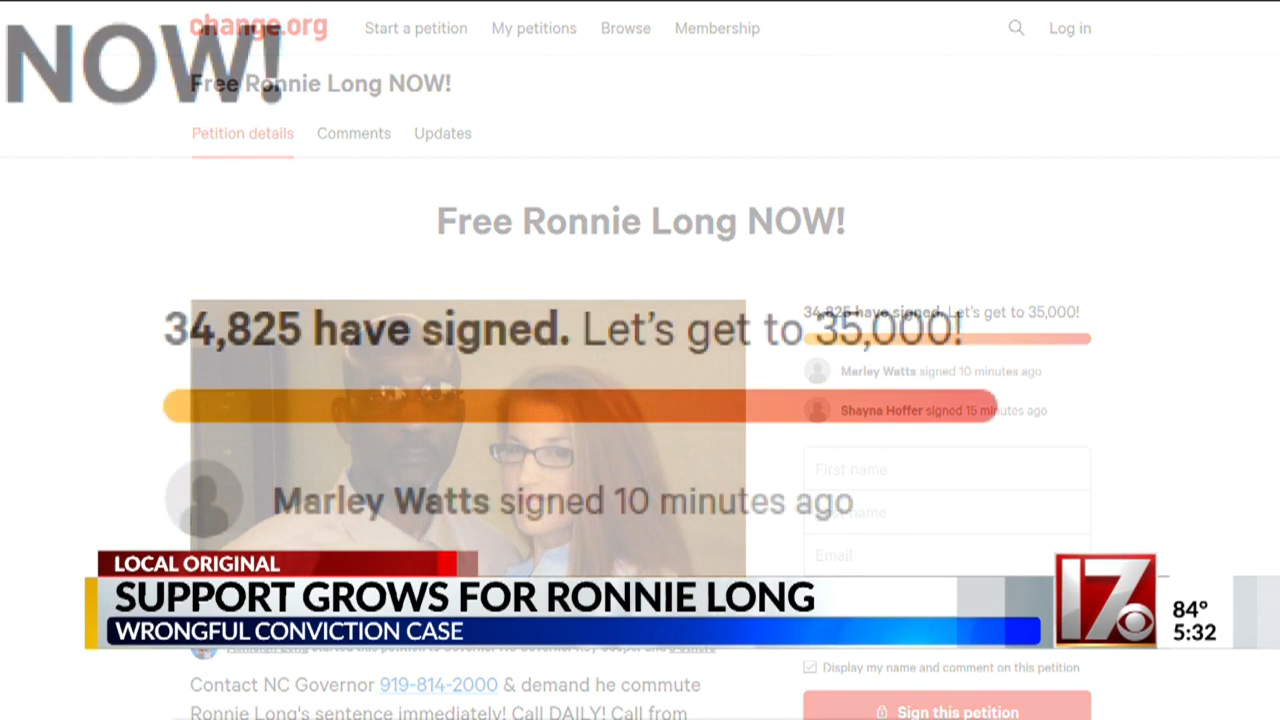 change.org
Start a petition
My petitions
Browse
Membership
Log in
NOW!
Free Ronnie Long NOW!
Petition details
Comments
Updates
Free Ronnie Long NOW!
34,825 have signed. Let's get to 35,000!
34,825 have signed. Let's get to 35,000!
Marley Watts signed 10 minutes ago
Shayna Hoffer signed 15 minutes ago
First name
Marley Watts signed 10 minutes ago
name
Email
LOCAL ORIGINAL
SUPPORT GROWS FOR RONNIE LONG
WRONGFUL CONVICTION CASE
17
84°
5:32
Display my name and comment on this petition
Contact NC Governor 919-814-2000 & demand he commute
Ronnie Long's sentence immediately! Call DAILY! Call from
Sign this petition